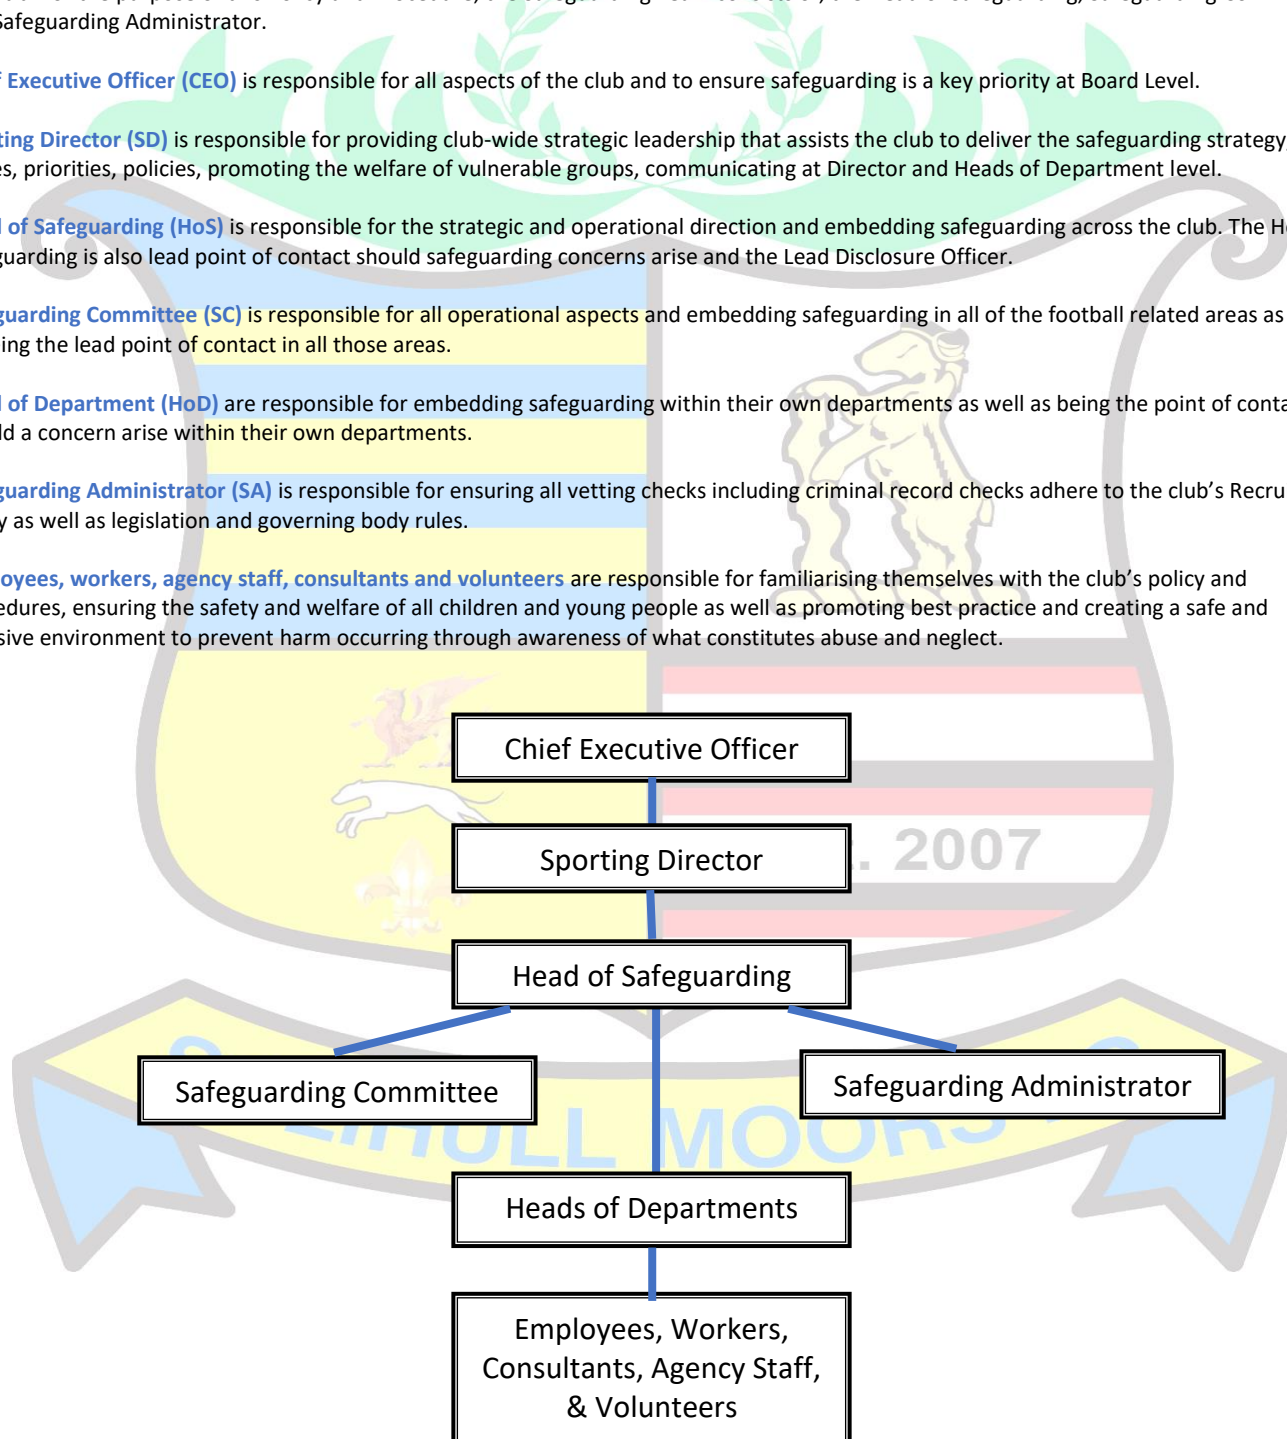 Safeguarding Administrator.
Executive Officer (CEO) is responsible for all aspects of the club and to ensure safeguarding is a key priority at Board Level.
ting Director (SD) is responsible for providing club-wide strategic leadership that assists the club to deliver the safeguarding strategy,
es, priorities, policies, promoting the welfare of vulnerable groups, communicating at Director and Heads of Department level.
of Safeguarding (HoS) is responsible for the strategic and operational direction and embedding safeguarding across the club. The H
guarding is also lead point of contact should safeguarding concerns arise and the Lead Disclosure Officer.
guarding Committee (SC) is responsible for all operational aspects and embedding safeguarding in all of the football related areas as
ing the lead point of contact in all those areas.
of Department (HoD) are responsible for embedding safeguarding within their own departments as well as being the point of conta
ld a concern arise within their own departments.
guarding Administrator (SA) is responsible for ensuring all vetting checks including criminal record checks adhere to the club's Recru
y as well as legislation and governing body rules.
oyees, workers, agency staff, consultants and volunteers are responsible for familiarising themselves with the club's policy and
edures, ensuring the safety and welfare of all children and young people as well as promoting best practice and creating a safe and
sive environment to prevent harm occurring through awareness of what constitutes abuse and neglect.
Chief Executive Officer
Sporting Director
2007
Head of Safeguarding
Safeguarding Committee
Safeguarding Administrator
MOORS
Heads of Departments
Employees, Workers,
Consultants, Agency Staff,
& Volunteers